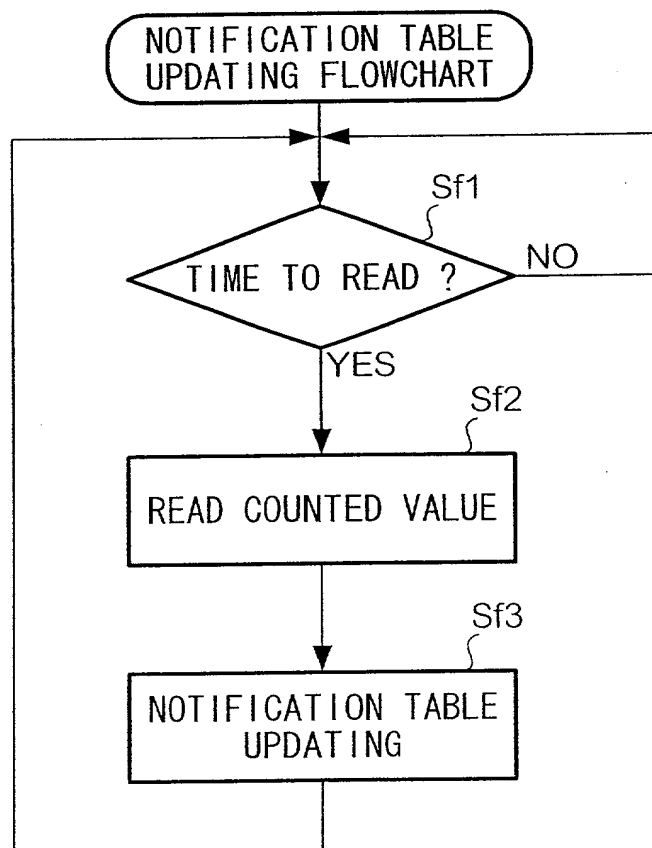 NOTIFICATION TABLE
UPDATING FLOWCHART
Sf1
TIME TO READ ?
NO
YES
Sf2
READ COUNTED VALUE
Sf3
NOTIFICATION TABLE
UPDATING